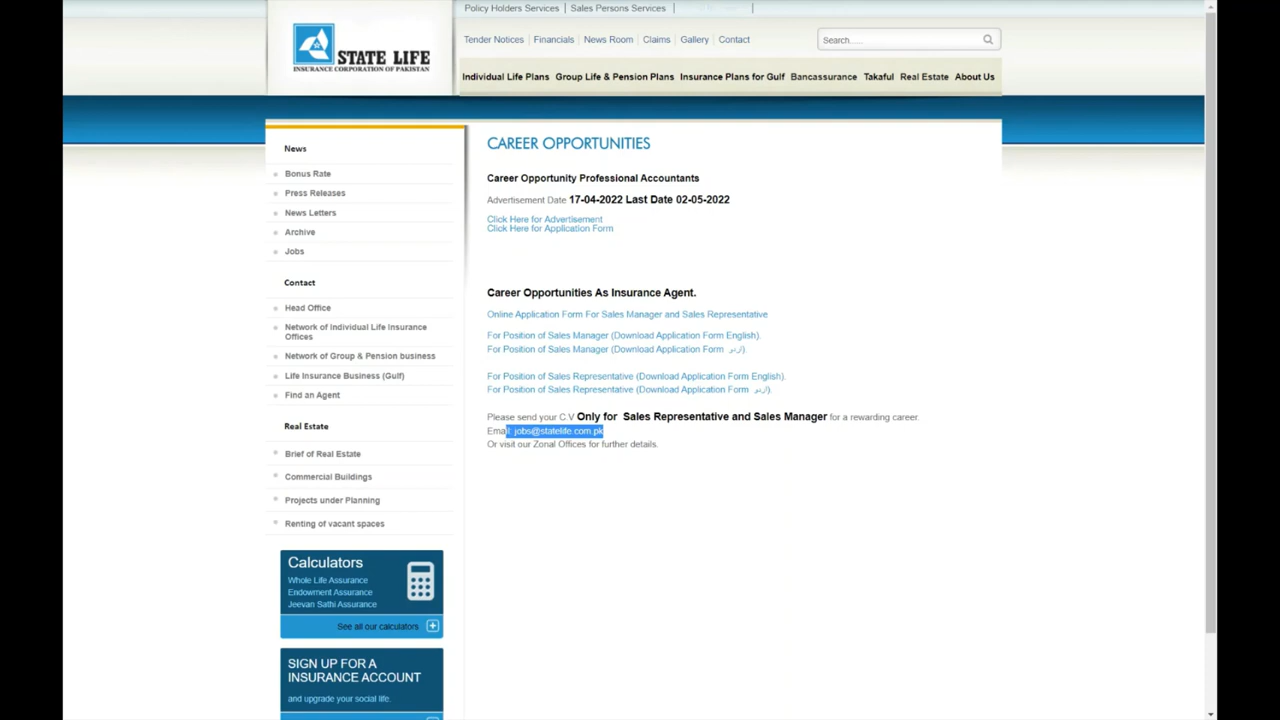 Policy Holders Services
Sales Persons Services
Tender Notices
Financials
News Room
Claims
Gallery
Contact
Search.....
STATE LIFE
INSURANCE CORPORATION OF PAKISTAN
Individual Life Plans
Group Life & Pension Plans
Insurance Plans for Gulf
Bancassurance
Takaful
Real Estate
About Us
News
Bonus Rate
Press Releases
News Letters
Archive
Jobs
Contact
Head Office
Network of Individual Life Insurance
Offices
Network of Group & Pension business
Life Insurance Business (Gulf)
Find an Agent
Real Estate
Brief of Real Estate
Commercial Buildings
Projects under Planning
Renting of vacant spaces
Calculators
Whole Life Assurance
Endowment Assurance
Jeevan Sathi Assurance
See all our calculators
SIGN UP FOR A
INSURANCE ACCOUNT
and upgrade your social life.
CAREER OPPORTUNITIES
Career Opportunity Professional Accountants
Advertisement Date 17-04-2022 Last Date 02-05-2022
Click Here for Advertisement
Click Here for Application Form
Career Opportunities As Insurance Agent.
Online Application Form For Sales Manager and Sales Representative
For Position of Sales Manager (Download Application Form English).
For Position of Sales Manager (Download Application Form اردو).
For Position of Sales Representative (Download Application Form English).
For Position of Sales Representative (Download Application Form اردو).
Please send your C.V Only for Sales Representative and Sales Manager for a rewarding career.
Email: jobs@statelife.com.pk
Or visit our Zonal Offices for further details.